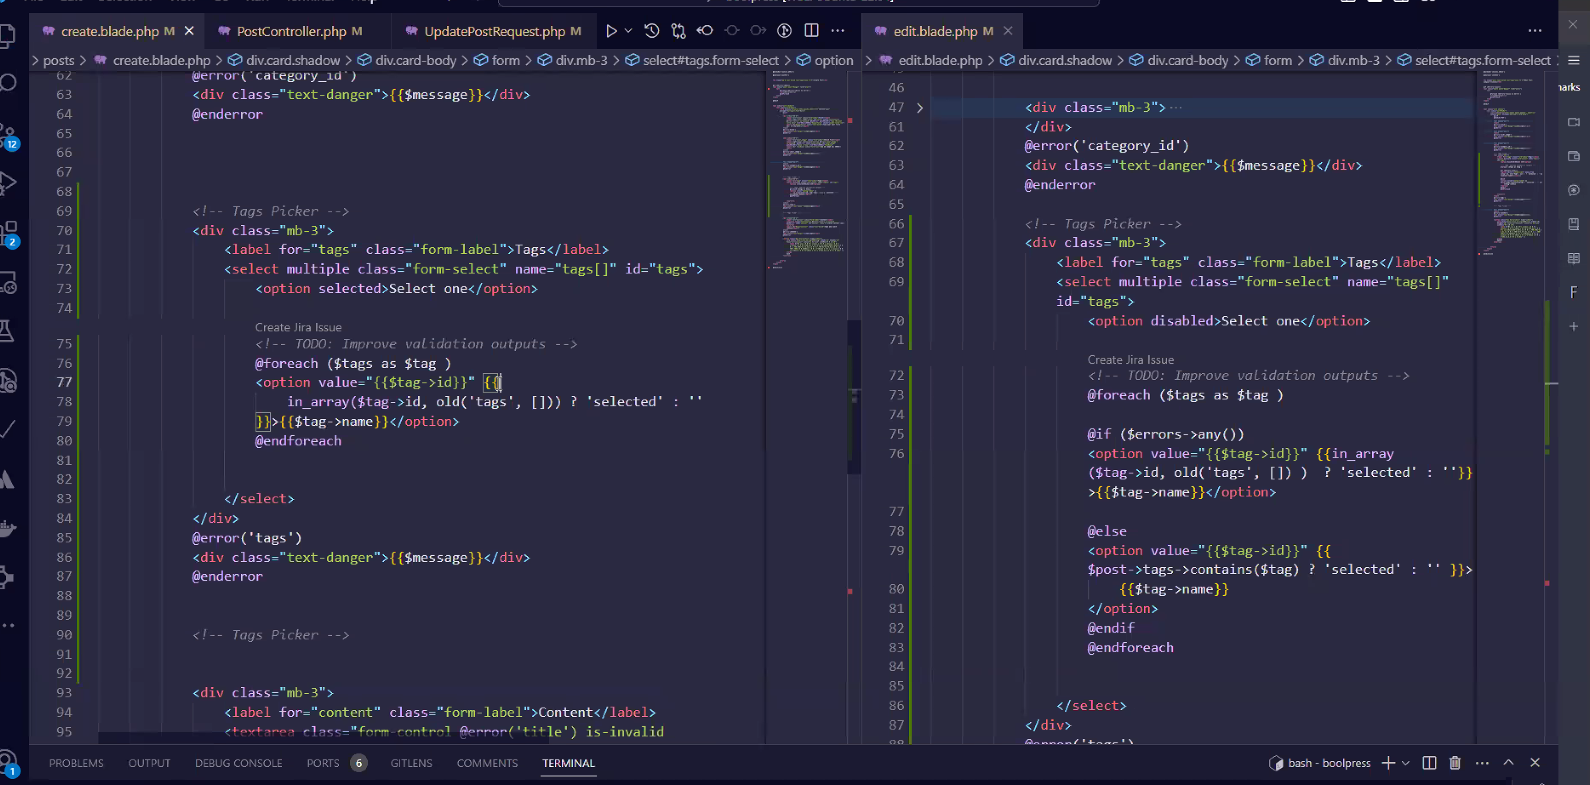 create.blade.php M
PostController.php M
UpdatePostRequest.php M
edit.blade.php M
posts > create.blade.php > div.card.shadow > div.card-body > form > div.mb-3 > select#tags.form-select > option
edit.blade.php > div.card.shadow > div.card-body > form > div.mb-3 > select#tags.form-select
62 @error('category_id')
63 <div class="text-danger">{{$message}}</div>
64 @enderror
65
66
67
68
69 <!-- Tags Picker -->
70 <div class="mb-3">
71 <label for="tags" class="form-label">Tags</label>
72 <select multiple class="form-select" name="tags[]" id="tags">
73 <option selected>Select one</option>
74
Create Jira Issue
75 <!-- TODO: Improve validation outputs -->
76 @foreach ($tags as $tag )
77 <option value="{{$tag->id}}" {{
78 in_array($tag->id, old('tags', [])) ? 'selected' : ''
79 }}>{{$tag->name}}</option>
80 @endforeach
81
82
83 </select>
84 </div>
85 @error('tags')
86 <div class="text-danger">{{$message}}</div>
87 @enderror
88
89
90 <!-- Tags Picker -->
91
92
93 <div class="mb-3">
94 <label for="content" class="form-label">Content</label>
95 <textarea class="form-control @error('title') is-invalid
46
47 <div class="mb-3"> ···
61 </div>
62 @error('category_id')
63 <div class="text-danger">{{$message}}</div>
64 @enderror
65
66 <!-- Tags Picker -->
67 <div class="mb-3">
68 <label for="tags" class="form-label">Tags</label>
69 <select multiple class="form-select" name="tags[]"
id="tags">
70 <option disabled>Select one</option>
71
Create Jira Issue
72 <!-- TODO: Improve validation outputs -->
73 @foreach ($tags as $tag )
74
75 @if ($errors->any())
76 <option value="{{$tag->id}}" {{in_array
($tag->id, old('tags', []) ) ? 'selected' : ''}}
>{{$tag->name}}</option>
77
78 @else
79 <option value="{{$tag->id}}" {{
$post->tags->contains($tag) ? 'selected' : '' }}>
80 {{$tag->name}}
81 </option>
82 @endif
83 @endforeach
84
85
86 </select>
87 </div>
arks
F
12
2
1
PROBLEMS OUTPUT DEBUG CONSOLE PORTS 6 GITLENS COMMENTS TERMINAL
bash - boolpress